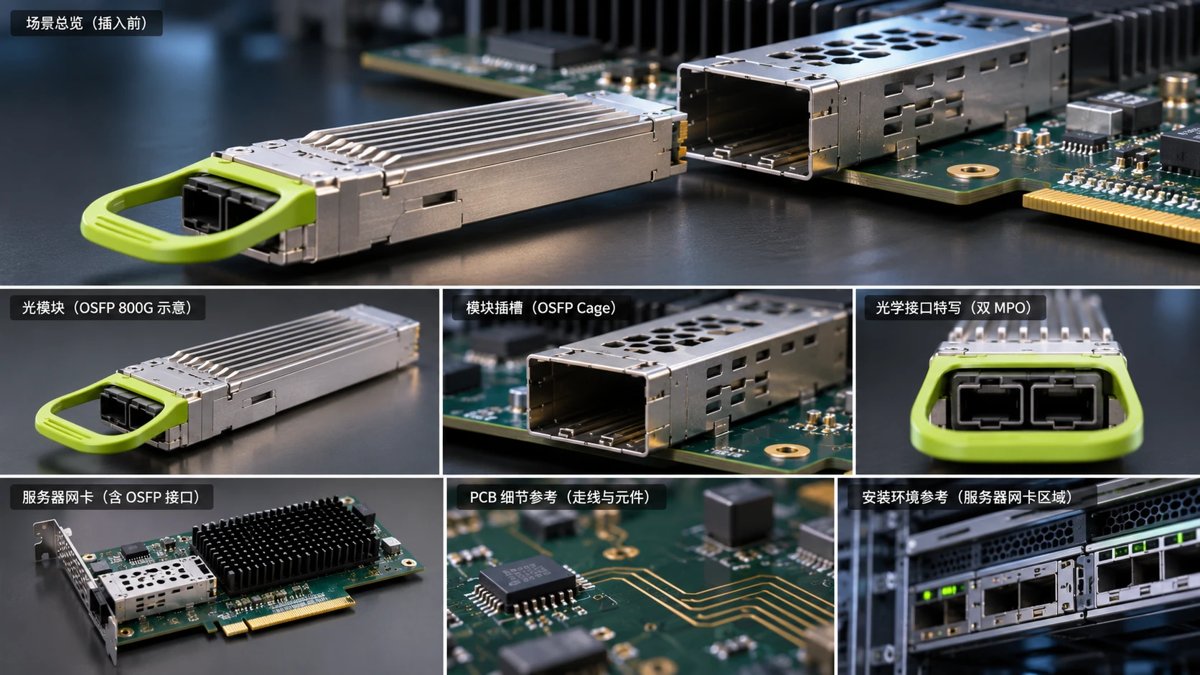 场景总览（插入前）
光模块（OSFP 800G 示意）
模块插槽（OSFP Cage）
光学接口特写（双 MPO）
服务器网卡（含 OSFP 接口）
PCB 细节参考（走线与元件）
安装环境参考（服务器网卡区域）